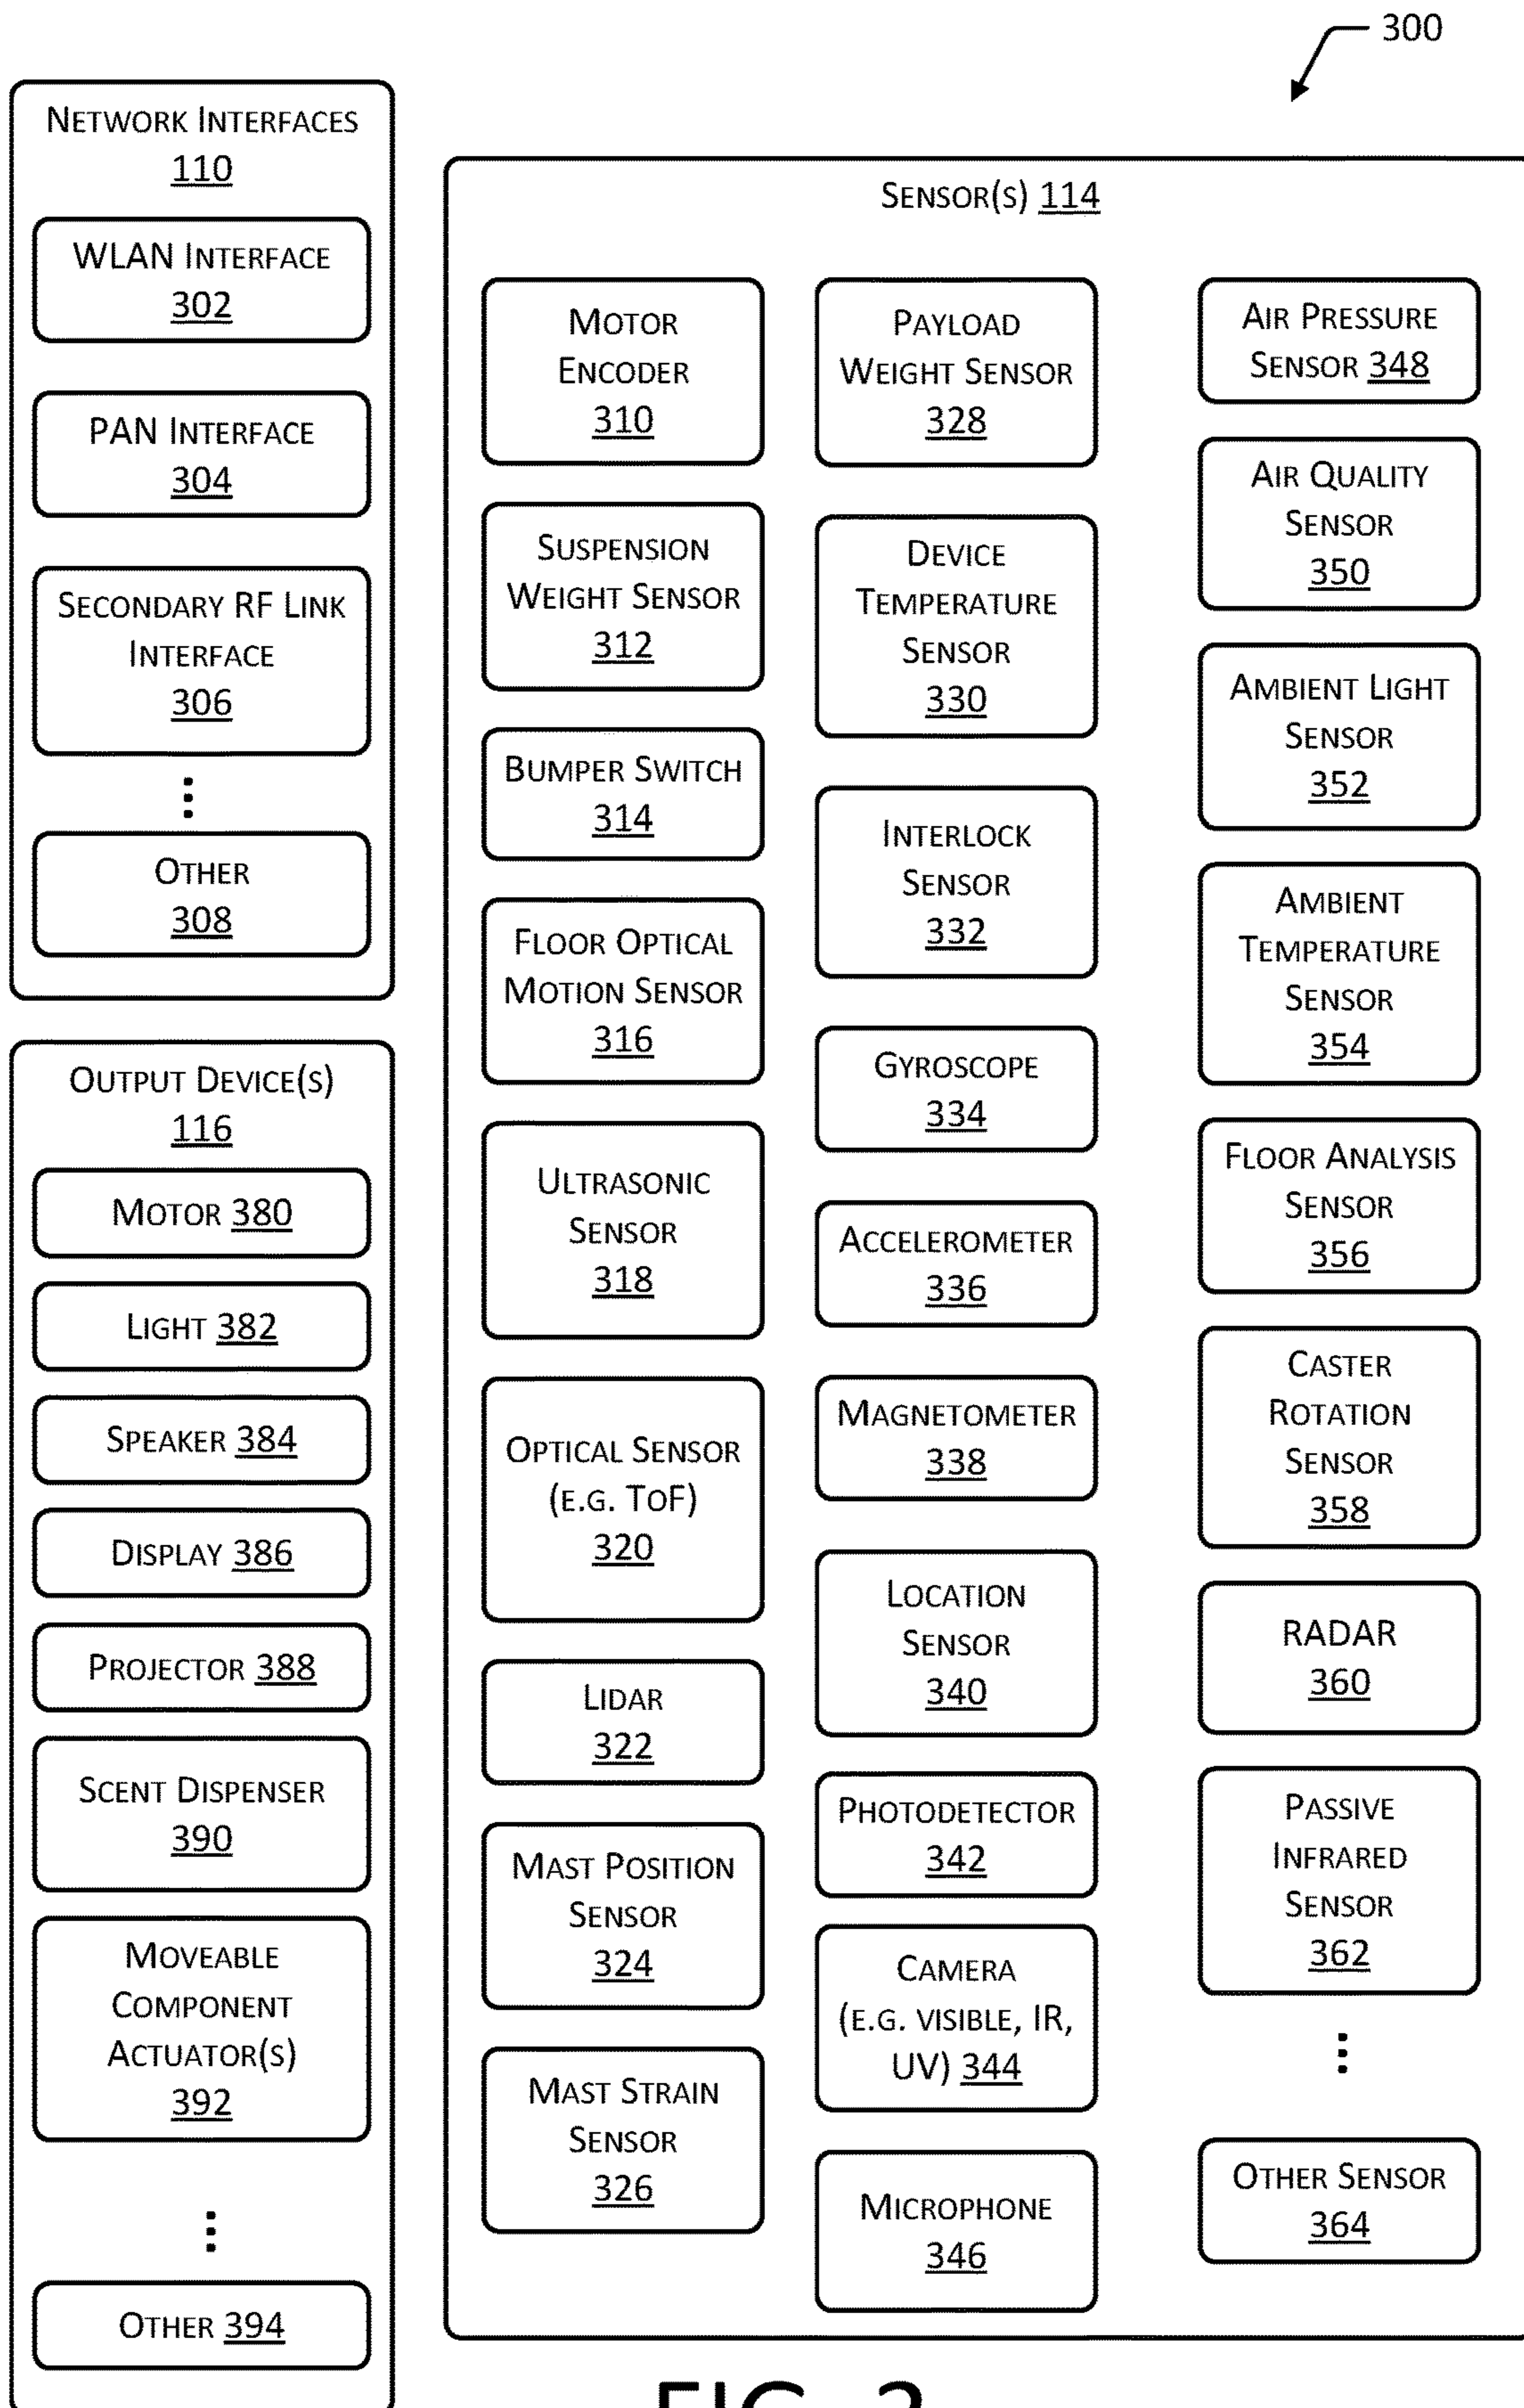 300
NETWORK INTERFACES
110
WLAN INTERFACE
302
PAN INTERFACE
304
SECONDARY RF LINK
INTERFACE
306
OTHER
308
OUTPUT DEVICE(S)
116
MOTOR 380
LIGHT 382
SPEAKER 384
DISPLAY 386
PROJECTOR 388
SCENT DISPENSER
390
MOVEABLE
COMPONENT
ACTUATOR(S)
392
OTHER 394
SENSOR(S) 114
MOTOR
ENCODER
310
SUSPENSION
WEIGHT SENSOR
312
BUMPER SWITCH
314
FLOOR OPTICAL
MOTION SENSOR
316
ULTRASONIC
SENSOR
318
OPTICAL SENSOR
(E.G. TOF)
320
LIDAR
322
MAST POSITION
SENSOR
324
MAST STRAIN
SENSOR
326
PAYLOAD
WEIGHT SENSOR
328
DEVICE
TEMPERATURE
SENSOR
330
INTERLOCK
SENSOR
332
GYROSCOPE
334
ACCELEROMETER
336
MAGNETOMETER
338
LOCATION
SENSOR
340
PHOTODETECTOR
342
CAMERA
(E.G. VISIBLE, IR,
UV) 344
MICROPHONE
346
AIR PRESSURE
SENSOR 348
AIR QUALITY
SENSOR
350
AMBIENT LIGHT
SENSOR
352
AMBIENT
TEMPERATURE
SENSOR
354
FLOOR ANALYSIS
SENSOR
356
CASTER
ROTATION
SENSOR
358
RADAR
360
PASSIVE
INFRARED
SENSOR
362
OTHER SENSOR
364
FIG.